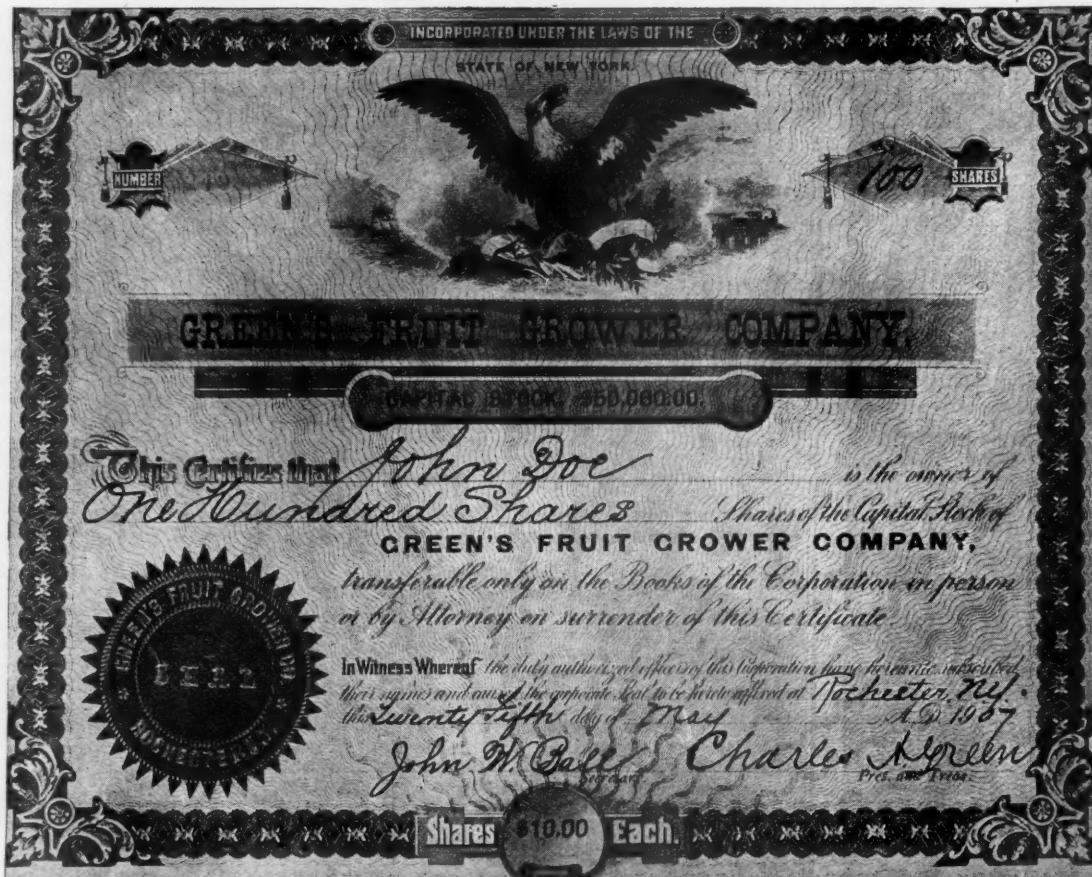 INCORPORATED UNDER THE LAWS OF THE
STATE OF NEW YORK.
NUMBER
100 SHARES
GREEN'S FRUIT GROWER COMPANY.
CAPITAL STOCK, $50,000.00.
This Certifies that John Doe is the owner of
One Hundred Shares Shares of the Capital Stock of
GREEN'S FRUIT GROWER COMPANY,
transferable only on the Books of the Corporation in person
or by Attorney on surrender of this Certificate
In Witness Whereof the duly authorized officers of this Corporation have hereunto subscribed
their names and caused the corporate Seal to be hereto affixed at Rochester, N.Y.
this Twenty Fifth day of May A.D. 1907
John W. Ball Charles A Green
Secretary. Pres. and Treas.
GREEN'S FRUIT GROWER CO.
SEAL
ROCHESTER, N.Y.
Shares $10.00 Each.